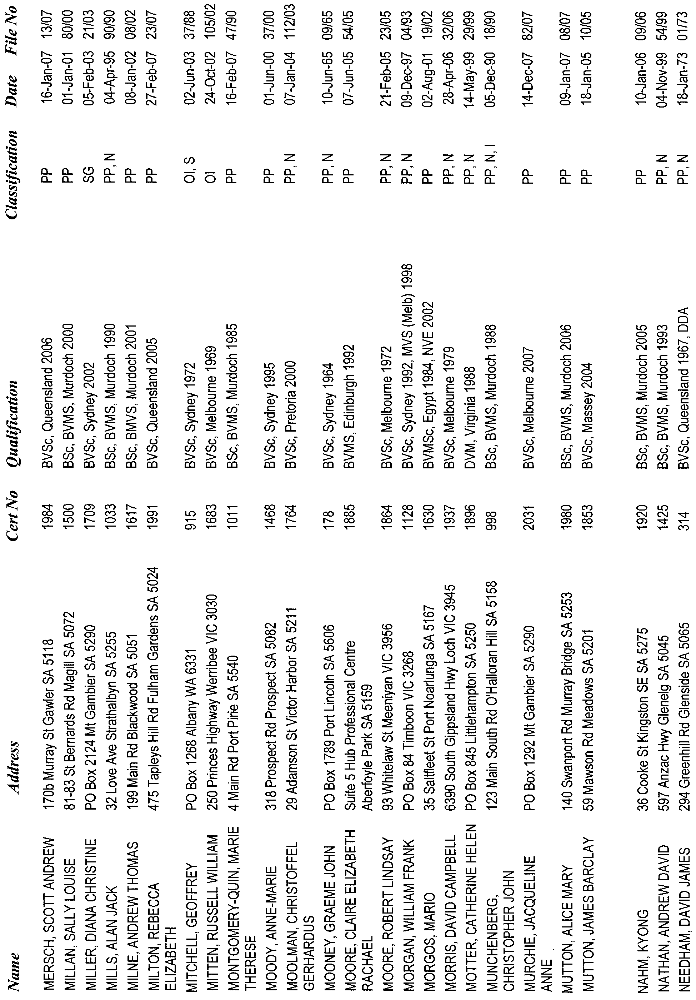 Name Address Cert No Qualification Classification Date File No
MERSCH, SCOTT ANDREW 170b Murray St Gawler SA 5118 1984 BVSc, Queensland 2006 PP 16-Jan-07 13/07
MILLAN, SALLY LOUISE 81-83 St Bernards Rd Magill SA 5072 1500 BSc, BVMS, Murdoch 2000 PP 01-Jan-01 80/00
MILLER, DIANA CHRISTINE PO Box 2124 Mt Gambier SA 5290 1709 BVSc, Sydney 2002 SG 05-Feb-03 21/03
MILLS, ALAN JACK 32 Love Ave Strathalbyn SA 5255 1033 BSc, BVMS, Murdoch 1990 PP, N 04-Apr-95 90/90
MILNE, ANDREW THOMAS 199 Main Rd Blackwood SA 5051 1617 BSc, BMVS, Murdoch 2001 PP 08-Jan-02 08/02
MILTON, REBECCA 475 Tapleys Hill Rd Fulham Gardens SA 5024 1991 BVSc, Queensland 2005 PP 27-Feb-07 23/07
ELIZABETH
MITCHELL, GEOFFREY PO Box 1268 Albany WA 6331 915 BVSc, Sydney 1972 OI, S 02-Jun-03 37/88
MITTEN, RUSSELL WILLIAM 250 Princes Highway Werribee VIC 3030 1683 BVSc, Melbourne 1969 OI 24-Oct-02 105/02
MONTGOMERY-QUIN, MARIE 4 Main Rd Port Pirie SA 5540 1011 BSc, BVMS, Murdoch 1985 PP 16-Feb-07 47/90
THERESE
MOODY, ANNE-MARIE 318 Prospect Rd Prospect SA 5082 1468 BVSc, Sydney 1995 PP 01-Jun-00 37/00
MOOLMAN, CHRISTOFFEL 29 Adamson St Victor Harbor SA 5211 1764 BVSc, Pretoria 2000 PP, N 07-Jan-04 112/03
GERHARDUS
MOONEY, GRAEME JOHN PO Box 1789 Port Lincoln SA 5606 178 BVSc, Sydney 1964 PP, N 10-Jun-65 09/65
MOORE, CLAIRE ELIZABETH Suite 5 Hub Professional Centre 1885 BVMS, Edinburgh 1992 PP 07-Jun-05 54/05
RACHAEL Aberfoyle Park SA 5159
MOORE, ROBERT LINDSAY 93 Whitelaw St Meeniyan VIC 3956 1864 BVSc, Melbourne 1972 PP, N 21-Feb-05 23/05
MORGAN, WILLIAM FRANK PO Box 84 Timboon VIC 3268 1128 BVSc, Sydney 1992, MVS (Melb) 1998 PP, N 09-Dec-97 04/93
MORGOS, MARIO 35 Saltfleet St Port Noarlunga SA 5167 1630 BVMSc, Egypt 1984, NVE 2002 PP 02-Aug-01 19/02
MORRIS, DAVID CAMPBELL 6390 South Gippsland Hwy Loch VIC 3945 1937 BVSc, Melbourne 1979 PP, N 28-Apr-06 32/06
MOTTER, CATHERINE HELEN PO Box 845 Littlehampton SA 5250 1896 DVM, Virginia 1988 PP, N 14-May-99 29/99
MUNCHENBERG, 123 Main South Rd O'Halloran Hill SA 5158 998 BSc, BVMS, Murdoch 1988 PP, N, I 05-Dec-90 18/90
CHRISTOPHER JOHN
MURCHIE, JACQUELINE PO Box 1292 Mt Gambier SA 5290 2031 BVSc, Melbourne 2007 PP 14-Dec-07 82/07
ANNE
MUTTON, ALICE MARY 140 Swanport Rd Murray Bridge SA 5253 1980 BSc, BVMS, Murdoch 2006 PP 09-Jan-07 08/07
MUTTON, JAMES BARCLAY 59 Mawson Rd Meadows SA 5201 1853 BVSc, Massey 2004 PP 18-Jan-05 10/05
NAHM, KYONG 36 Cooke St Kingston SE SA 5275 1920 BSc, BVMS, Murdoch 2005 PP 10-Jan-06 09/06
NATHAN, ANDREW DAVID 597 Anzac Hwy Glenelg SA 5045 1425 BSc, BVMS, Murdoch 1993 PP, N 04-Nov-99 54/99
NEEDHAM, DAVID JAMES 294 Greenhill Rd Glenside SA 5065 314 BVSc, Queensland 1967, DDA PP, N 18-Jan-73 01/73